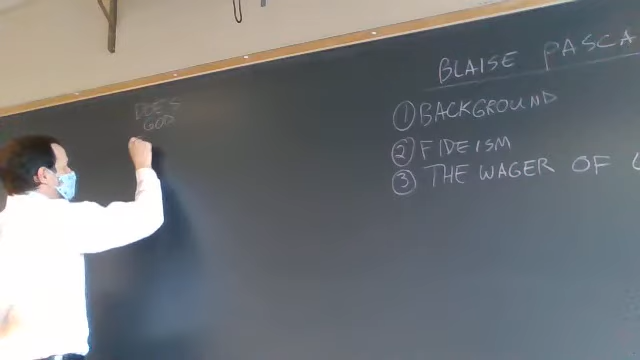 DOES
GOD
BLAISE PASCA
① BACKGROUND
② FIDEISM
③ THE WAGER OF